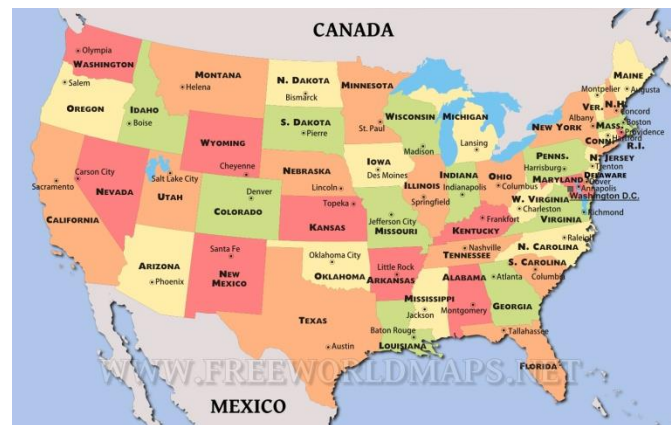 CANADA
Olympia
WASHINGTON
Salem
OREGON
IDAHO
Boise
MONTANA
Helena
N. DAKOTA
Bismarck
S. DAKOTA
Pierre
MINNESOTA
St. Paul
WISCONSIN
Madison
MICHIGAN
Lansing
MAINE
Augusta
Montpelier
VER.
N.H.
Concord
Albany
NEW YORK
MASS.
Boston
Providence
CONN.
Hartford
R.I.
WYOMING
Cheyenne
NEBRASKA
Lincoln
IOWA
Des Moines
ILLINOIS
Springfield
INDIANA
Indianapolis
OHIO
Columbus
PENNS.
Harrisburg
N. JERSEY
Trenton
DELAWARE
Dover
MARYLAND
Annapolis
Washington D.C.
W. VIRGINIA
Charleston
VIRGINIA
Richmond
Sacramento
CALIFORNIA
Carson City
NEVADA
Salt Lake City
UTAH
Denver
COLORADO
Topeka
KANSAS
Jefferson City
MISSOURI
KENTUCKY
Frankfort
Nashville
TENNESSEE
Raleigh
N. CAROLINA
S. CAROLINA
Columbia
ARIZONA
Phoenix
Santa Fe
NEW
MEXICO
Oklahoma City
OKLAHOMA
Little Rock
ARKANSAS
MISSISSIPPI
Jackson
ALABAMA
Montgomery
Atlanta
GEORGIA
TEXAS
Austin
Baton Rouge
LOUISIANA
Tallahassee
FLORIDA
WWW.FREEWORLDMAPS.NET
MEXICO